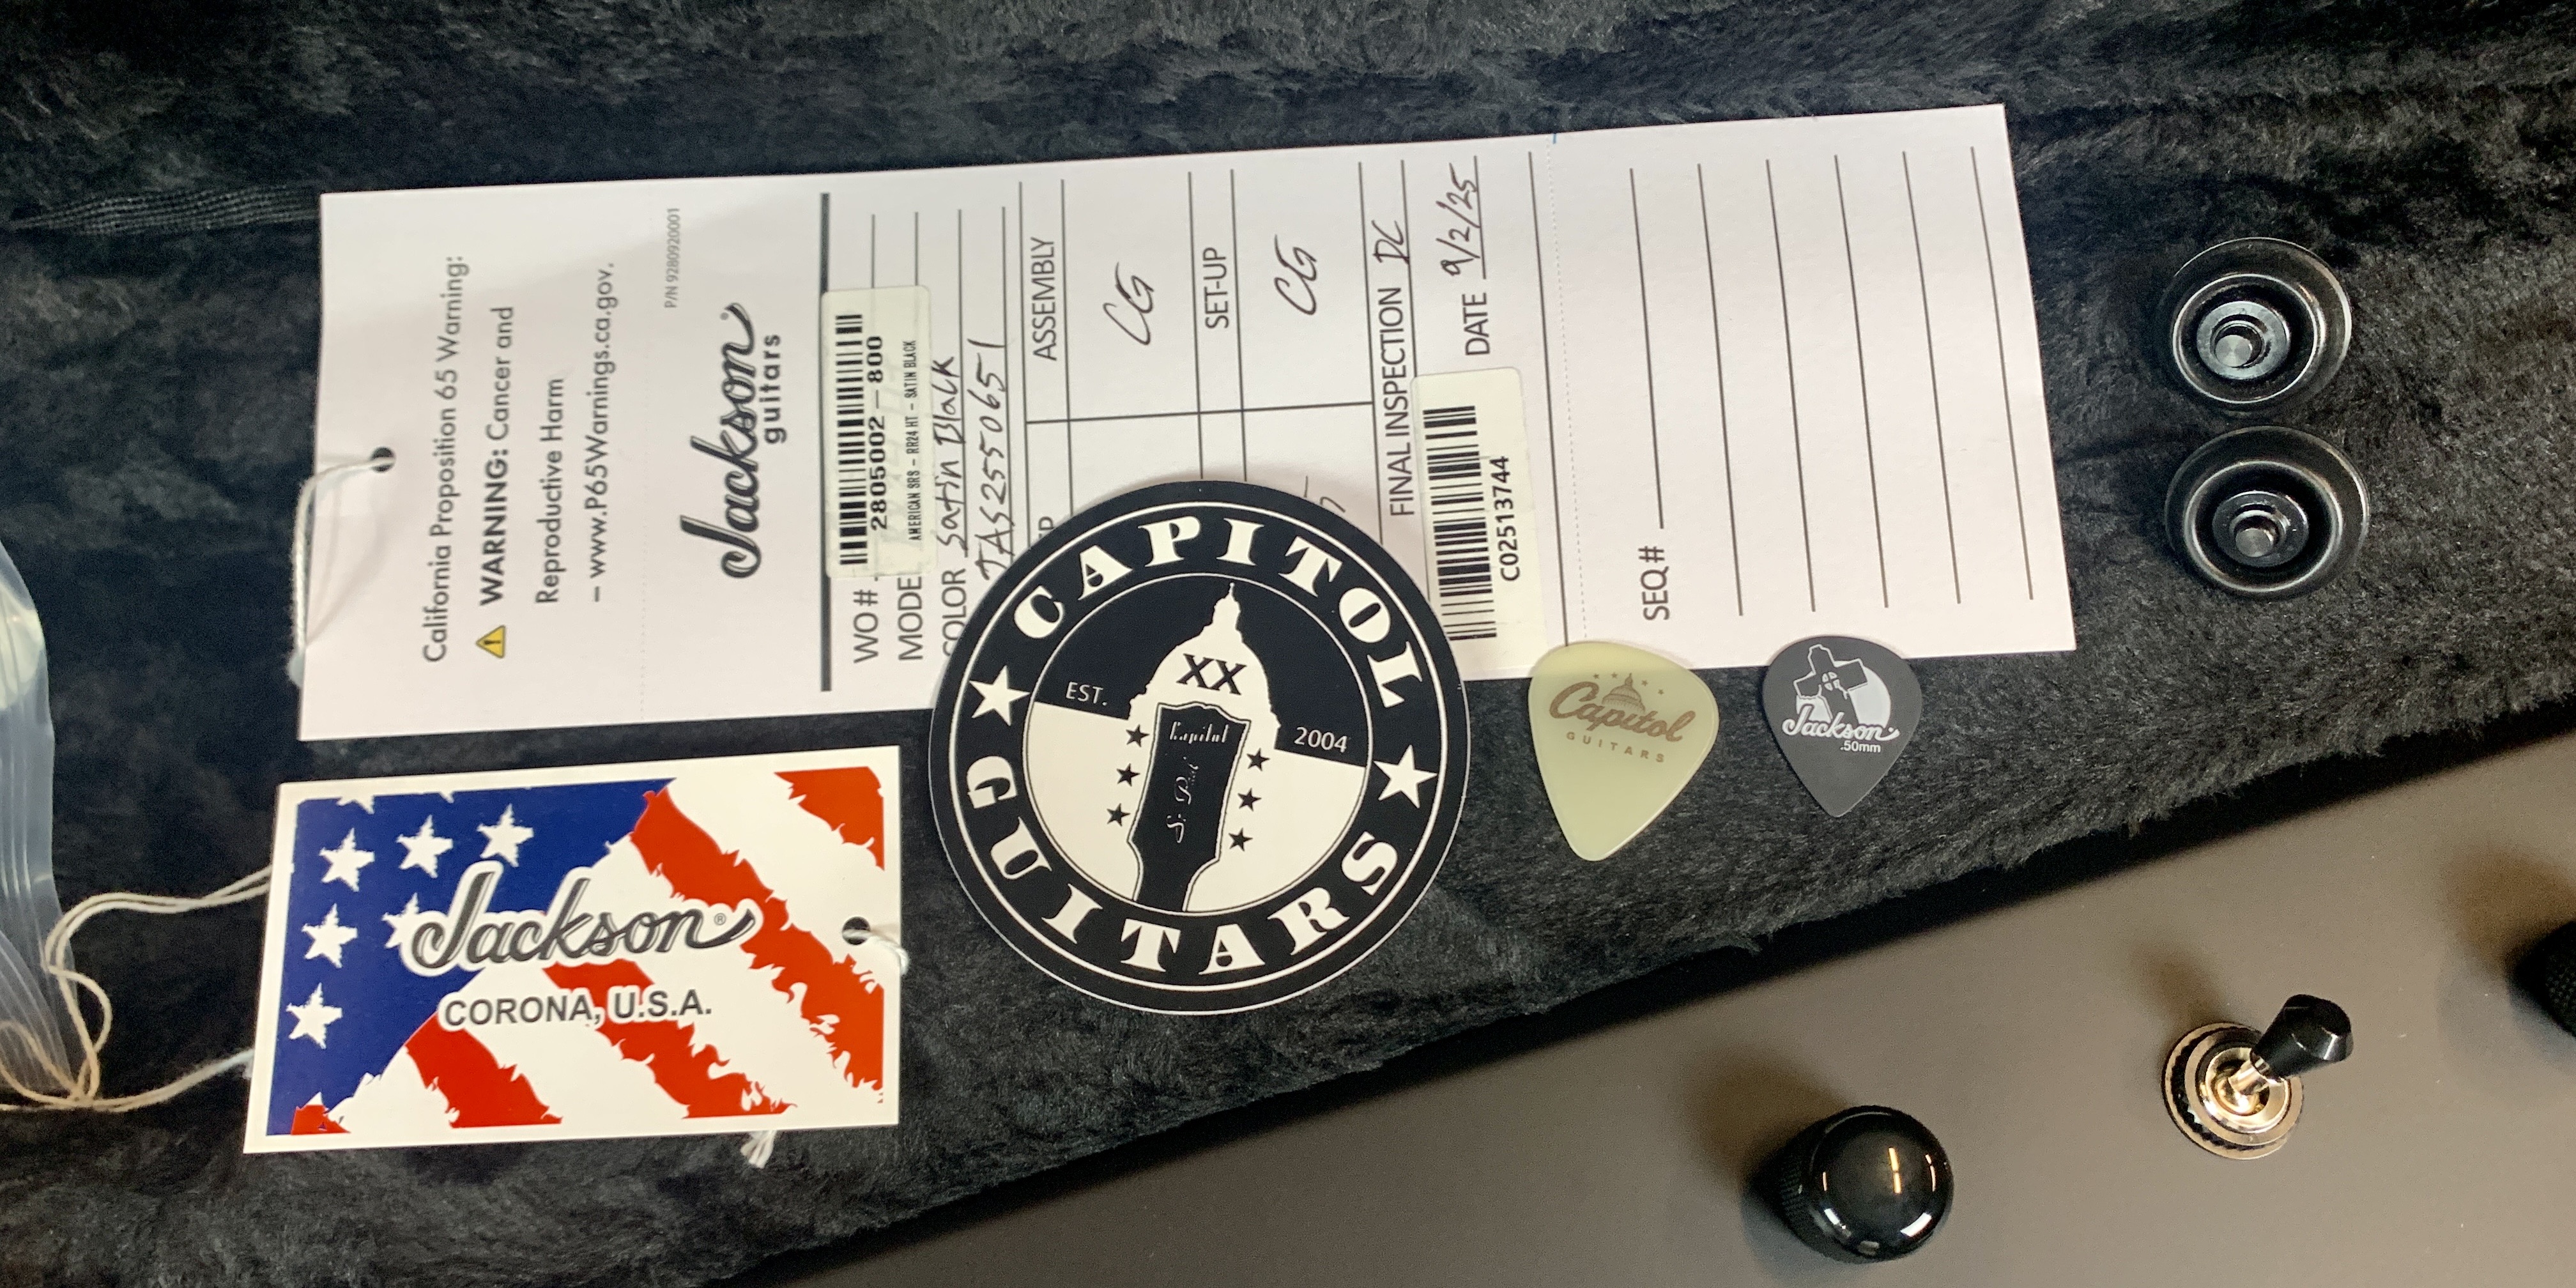 California Proposition 65 Warning:
WARNING: Cancer and
Reproductive Harm
– www.P65Warnings.ca.gov.
P/N 9280920001
Jackson®
guitars
WO#
2805002-800
MODE
AMERICAN SRS - RR24 HT - SATIN BLACK
COLOR Satin Black
JAS2550651
ASSEMBLY
CG
SET-UP
CG
FINAL INSPECTION DC
DATE 9/2/25
C02513744
SEQ#
Jackson®
CORONA, U.S.A.
CAPITOL
XX
EST. 2004
Kapitol
GUITARS
Capitol
GUITARS
Jackson
.50mm